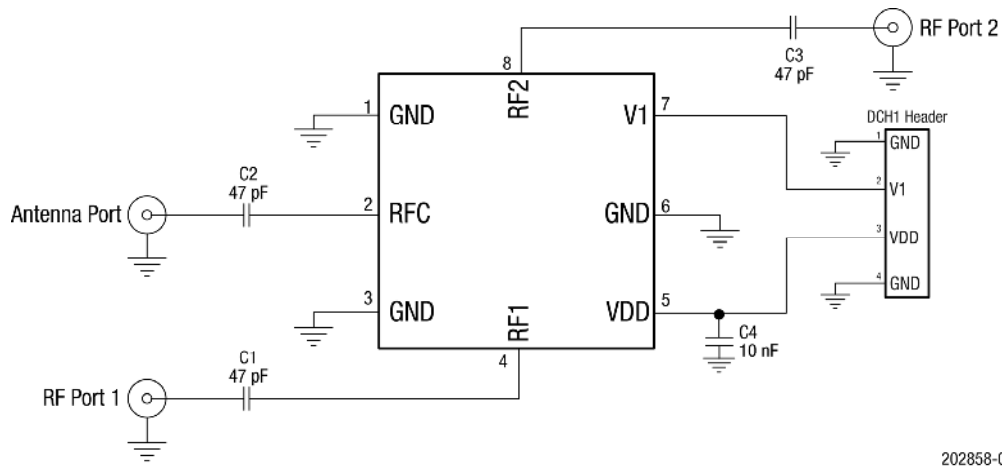 RF Port 2
C3
47 pF
8
RF2
1
GND
V1
7
DCH1 Header
1
GND
2
V1
3
VDD
4
GND
C2
47 pF
Antenna Port
2
RFC
GND
6
3
GND
VDD
5
RF1
4
C4
10 nF
C1
47 pF
RF Port 1